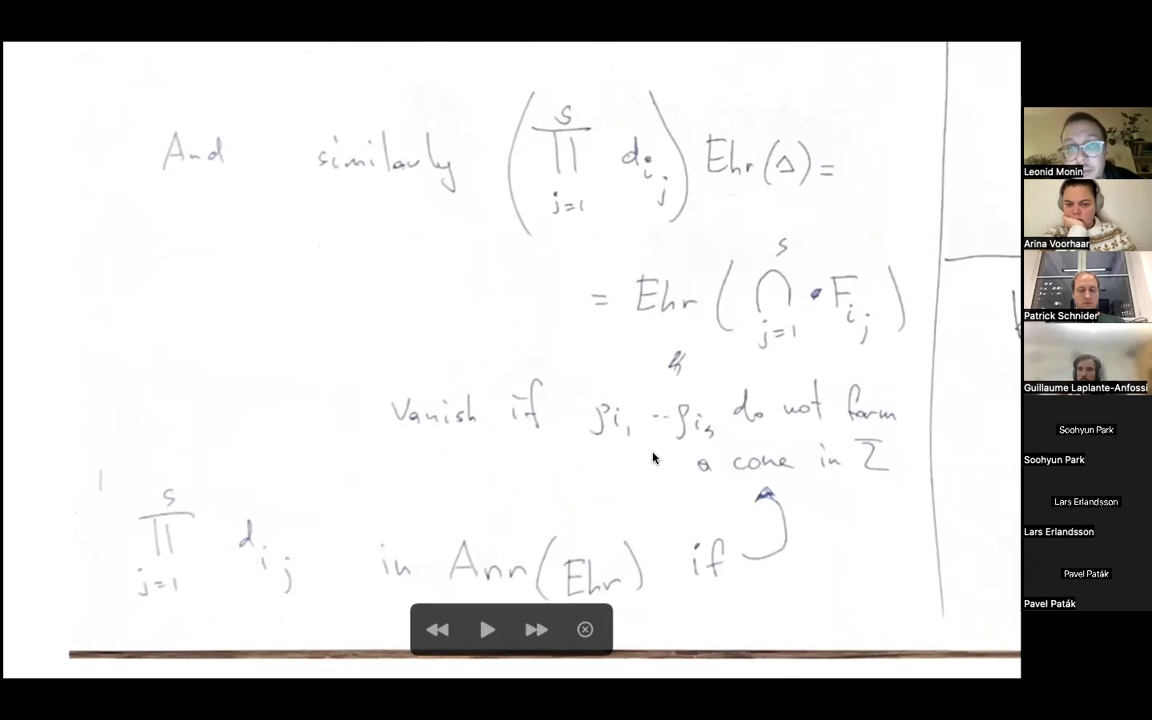 And similarly (∏_{j=1}^{s} d_{i_j}) Ehr(Δ) =
= Ehr (⋂_{j=1}^{s} F_{i_j})
Vanish if ρ_{i_1} -- ρ_{i_s} do not form
a cone in Σ
∏_{j=1}^{s} d_{i_j} in Ann(Ehr) if
Leonid Monin
Arina Voorhaar
Patrick Schnider
Guillaume Laplante-Anfossi
Soohyun Park
Soohyun Park
Lars Erlandsson
Lars Erlandsson
Pavel Paták
Pavel Paták